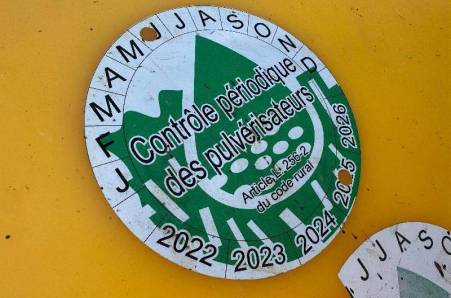 J F M A M J J A S O N D
Contrôle périodique
des pulvérisateurs
Article L. 256-2
du code rural
2022 2023 2024 2025 2026
J J A S O N